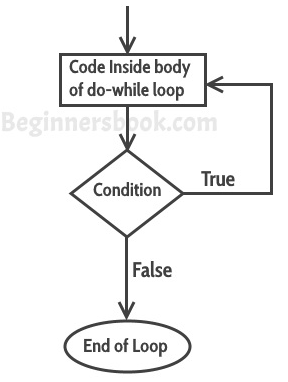 Code Inside body
of do-while loop
Beginnersbook.com
Condition
True
False
End of Loop